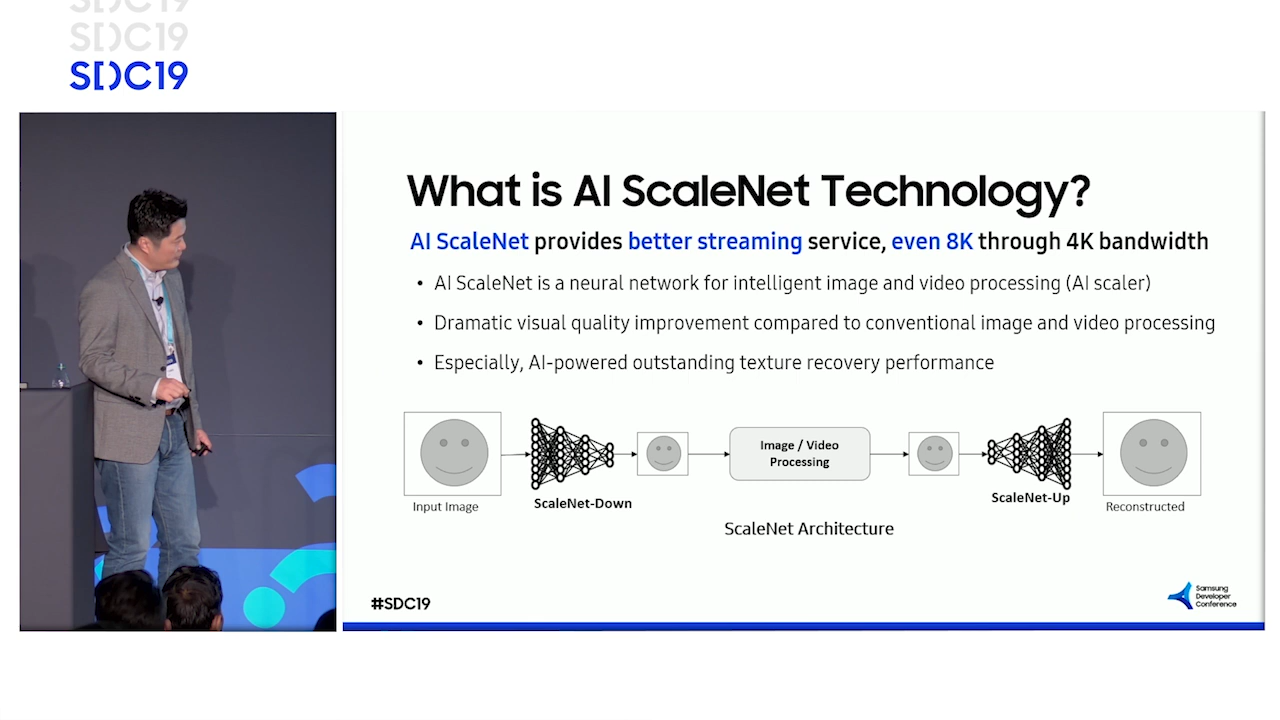 SDC19
SDC19
SDC19
What is AI ScaleNet Technology?
AI ScaleNet provides better streaming service, even 8K through 4K bandwidth
• AI ScaleNet is a neural network for intelligent image and video processing (AI scaler)
• Dramatic visual quality improvement compared to conventional image and video processing
• Especially, AI-powered outstanding texture recovery performance
Image / Video
Processing
Input Image
ScaleNet-Down
ScaleNet-Up
Reconstructed
ScaleNet Architecture
#SDC19
Samsung
Developer
Conference